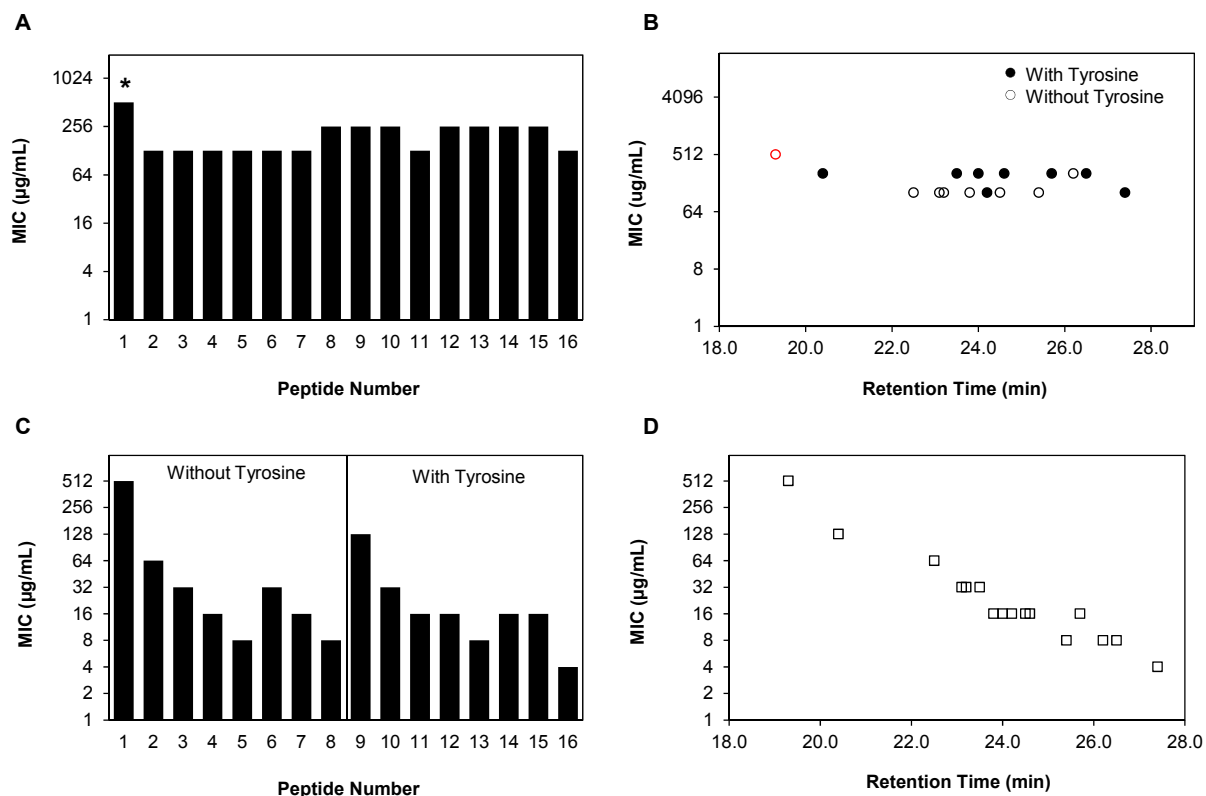 A
MIC (µg/mL)
1024
256
64
16
4
1
*
1 2 3 4 5 6 7 8 9 10 11 12 13 14 15 16
Peptide Number
B
MIC (ug/mL)
4096
512
64
8
1
With Tyrosine
Without Tyrosine
18.0 20.0 22.0 24.0 26.0 28.0
Retention Time (min)
C
MIC (µg/mL)
512
256
128
64
32
16
8
4
2
1
Without Tyrosine
With Tyrosine
1 2 3 4 5 6 7 8 9 10 11 12 13 14 15 16
Peptide Number
D
MIC (µg/mL)
512
256
128
64
32
16
8
4
2
1
18.0 20.0 22.0 24.0 26.0 28.0
Retention Time (min)